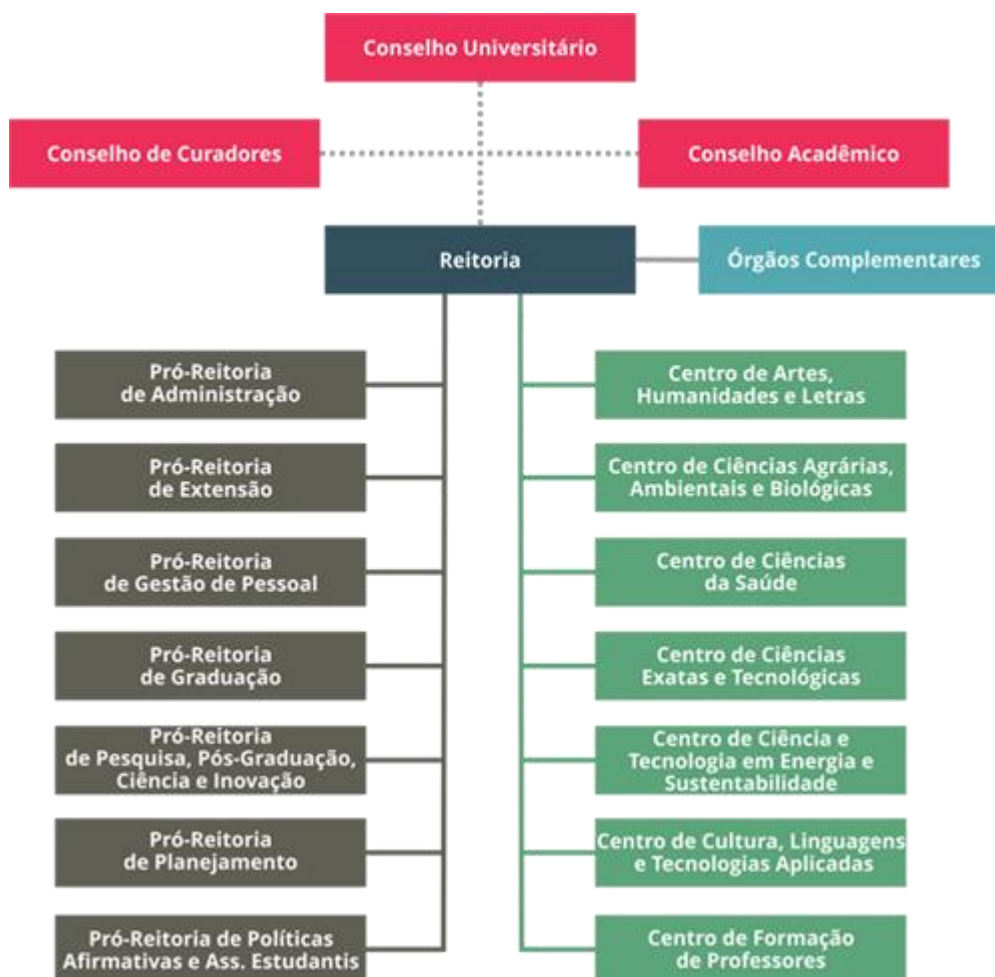 Conselho Universitário
Conselho de Curadores
Conselho Acadêmico
Reitoria
Órgãos Complementares
Pró-Reitoria
de Administração
Pró-Reitoria
de Extensão
Pró-Reitoria
de Gestão de Pessoal
Pró-Reitoria
de Graduação
Pró-Reitoria
de Pesquisa, Pós-Graduação,
Ciência e Inovação
Pró-Reitoria
de Planejamento
Pró-Reitoria de Políticas
Afirmativas e Ass. Estudantis
Centro de Artes,
Humanidades e Letras
Centro de Ciências Agrárias,
Ambientais e Biológicas
Centro de Ciências
da Saúde
Centro de Ciências
Exatas e Tecnológicas
Centro de Ciência e
Tecnologia em Energia e
Sustentabilidade
Centro de Cultura, Linguagens
e Tecnologias Aplicadas
Centro de Formação
de Professores